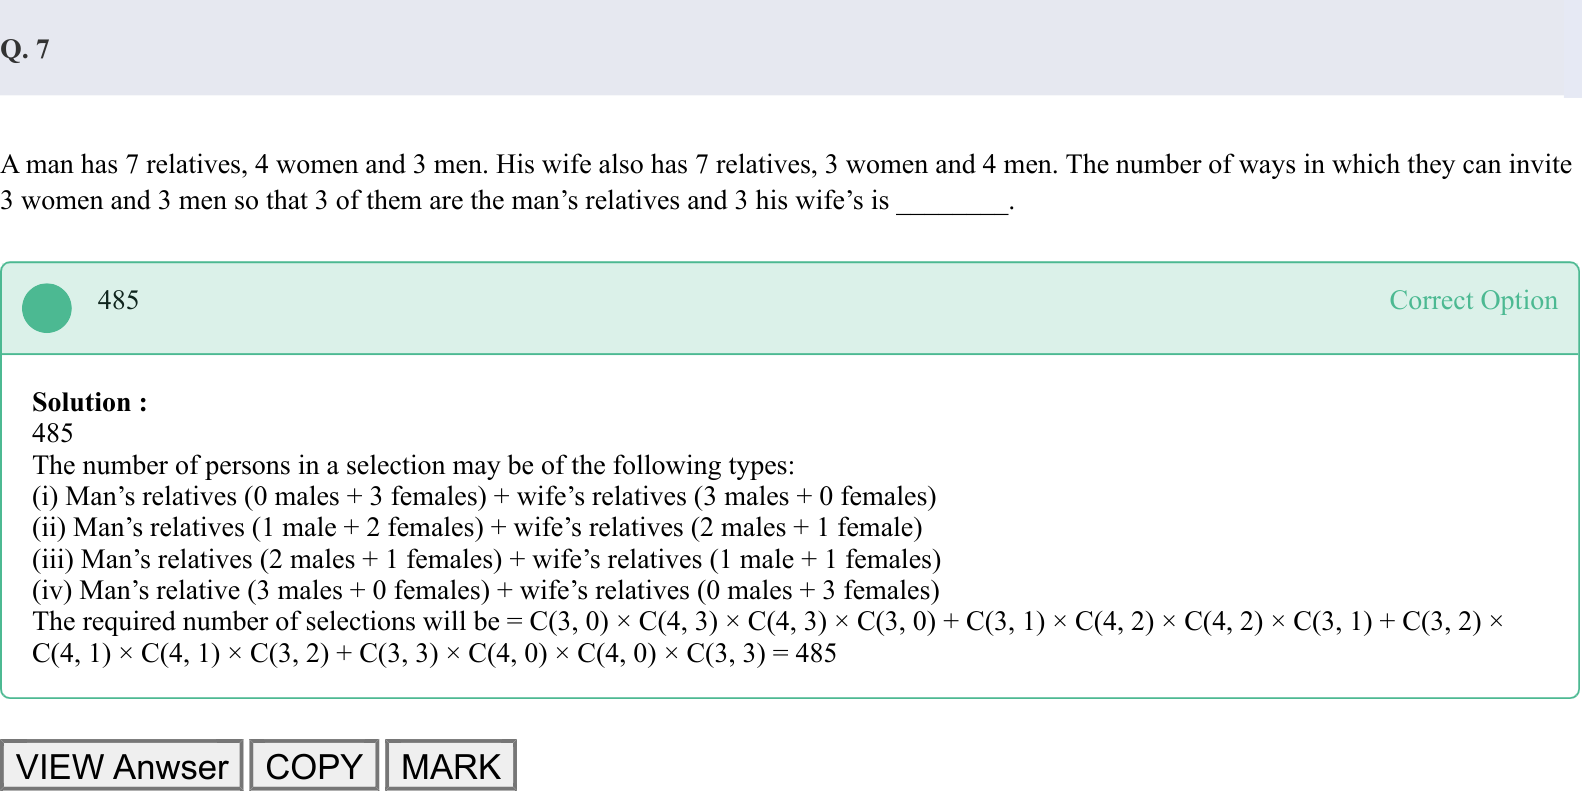 Q. 7
A man has 7 relatives, 4 women and 3 men. His wife also has 7 relatives, 3 women and 4 men. The number of ways in which they can invite
3 women and 3 men so that 3 of them are the man’s relatives and 3 his wife’s is ________.
485
Correct Option
Solution :
485
The number of persons in a selection may be of the following types:
(i) Man’s relatives (0 males + 3 females) + wife’s relatives (3 males + 0 females)
(ii) Man’s relatives (1 male + 2 females) + wife’s relatives (2 males + 1 female)
(iii) Man’s relatives (2 males + 1 females) + wife’s relatives (1 male + 1 females)
(iv) Man’s relative (3 males + 0 females) + wife’s relatives (0 males + 3 females)
The required number of selections will be = C(3, 0) × C(4, 3) × C(4, 3) × C(3, 0) + C(3, 1) × C(4, 2) × C(4, 2) × C(3, 1) + C(3, 2) ×
C(4, 1) × C(4, 1) × C(3, 2) + C(3, 3) × C(4, 0) × C(4, 0) × C(3, 3) = 485
VIEW Anwser COPY MARK